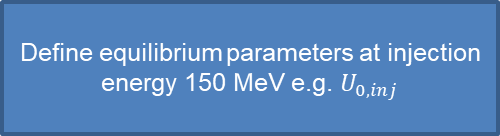 Define equilibrium parameters at injection
energy 150 MeV e.g. U₀,ᵢₙⱼ